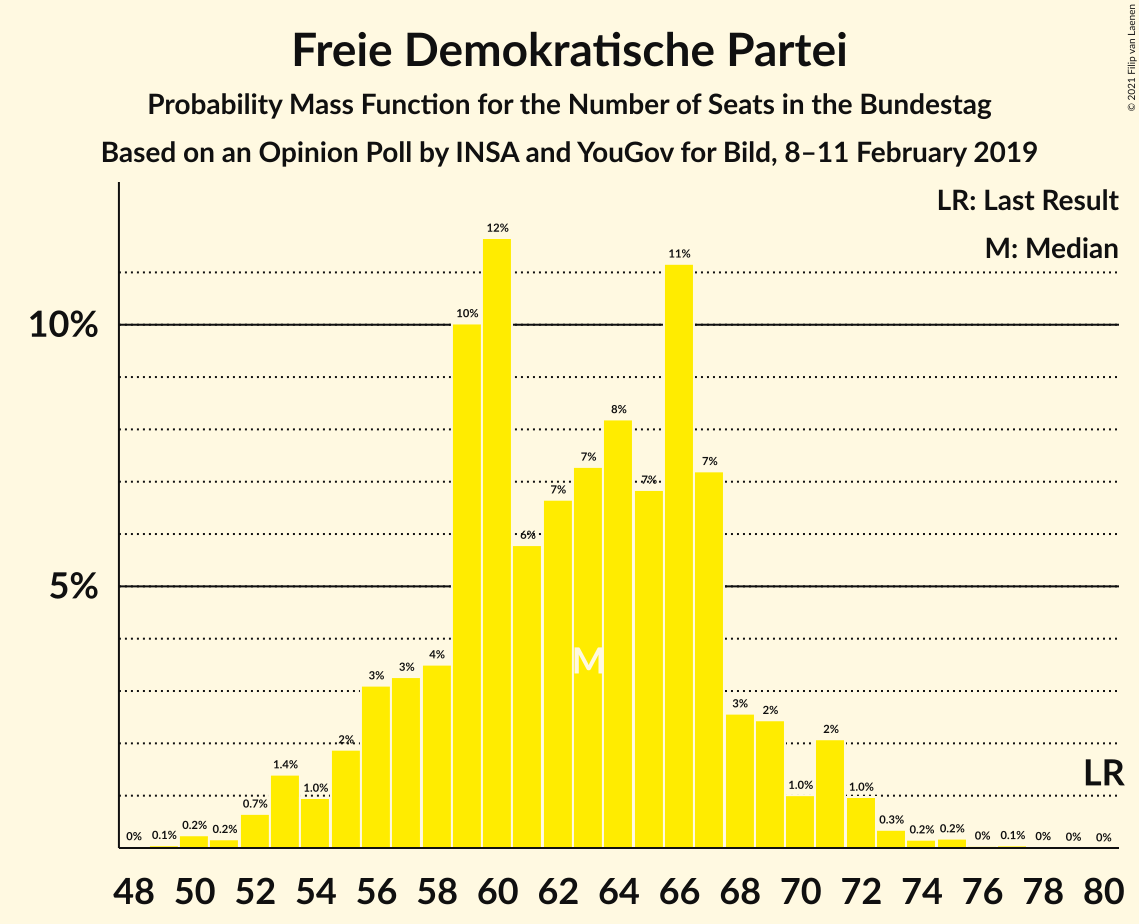 Freie Demokratische Partei
Probability Mass Function for the Number of Seats in the Bundestag
Based on an Opinion Poll by INSA and YouGov for Bild, 8–11 February 2019
© 2021 Filip van Laenen
LR: Last Result
M: Median
10%
5%
0% 0.1% 0.2% 0.2% 0.7% 1.4% 1.0% 2% 3% 3% 4% 10% 12% 6% 7% 7% 8% 7% 11% 7% 3% 2% 1.0% 2% 1.0% 0.3% 0.2% 0.2% 0% 0.1% 0% 0% 0%
M
LR
48 50 52 54 56 58 60 62 64 66 68 70 72 74 76 78 80